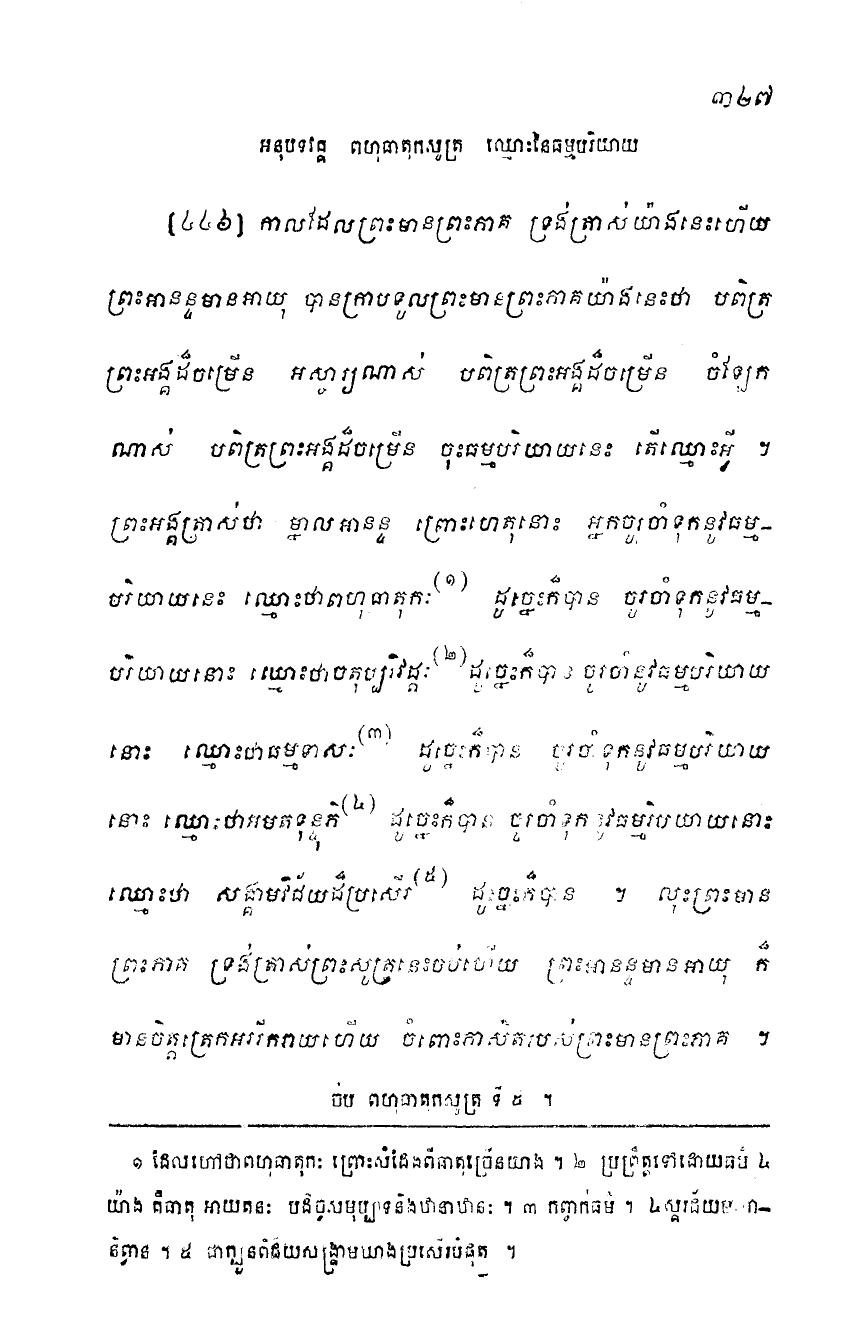 ៣២៧
អនុបទវគ្គ ពហុធាតុកសូត្រ ឈ្មោះនៃធម្មបរិយាយ
[៤៤៦] កាលដែលព្រះមានព្រះភាគ ទ្រង់ត្រាស់យ៉ាងនេះហើយ
ព្រះអានន្ទមានអាយុ បានក្រាបទូលព្រះមានព្រះភាគយ៉ាងនេះថា បពិត្រ
ព្រះអង្គដ៏ចម្រើន អស្ចារ្យណាស់ បពិត្រព្រះអង្គដ៏ចម្រើន ចំឡែក
ណាស់ បពិត្រព្រះអង្គដ៏ចម្រើន ចុះធម្មបរិយាយនេះ តើឈ្មោះអ្វី ។
ព្រះអង្គត្រាស់ថា ម្នាលអានន្ទ ព្រោះហេតុនោះ អ្នកចូរចាំទុកនូវធម្ម-
បរិយាយនេះ ឈ្មោះថាពហុធាតុកៈ(១) ដូច្នេះក៏បាន ចូរចាំទុកនូវធម្ម-
បរិយាយនោះ ឈ្មោះថាចតុប្បរិវដ្តៈ(២) ដូច្នេះក៏បាន ចូរចាំនូវធម្មបរិយាយ
នោះ ឈ្មោះថាធម្មទាសៈ(៣) ដូច្នេះក៏បាន ចូរចាំទុកនូវធម្មបរិយាយ
នោះ ឈ្មោះថាអមតទុន្ទុភិ(៤) ដូច្នេះក៏បាន ចូរចាំទុកនូវធម្មរិបយាយនោះ
ឈ្មោះថា សង្គាមវិជ័យដ៏ប្រសើរ(៥) ដូច្នេះក៏បាន ។ លុះព្រះមាន
ព្រះភាគ ទ្រង់ត្រាស់ព្រះសូត្រនេះចប់ហើយ ព្រះអានន្ទមានអាយុ ក៏
មានចិត្តត្រេកអររីករាយហើយ ចំពោះភាសិតរបស់ព្រះមានព្រះភាគ ។
ចប់ ពហុធាតុកសូត្រ ទី ៥ ។
១ ដែលហៅថាពហុធាតុកៈ ព្រោះសំដែងពីធាតុច្រើនយាង ។ ២ ប្រព្រឹត្តទៅដោយធម៌ ៤
យ៉ាង គឺធាតុ អាយតនៈ បដិច្ចសមុប្បាទនិងឋានាឋានៈ ។ ៣ កញ្ចក់ធម៌ ។ ៤ ស្គរជ័យ
និព្វាន ។ ៥ ជាក្បួនពិជ័យសង្គ្រាមយាងប្រសើរបំផុត ។